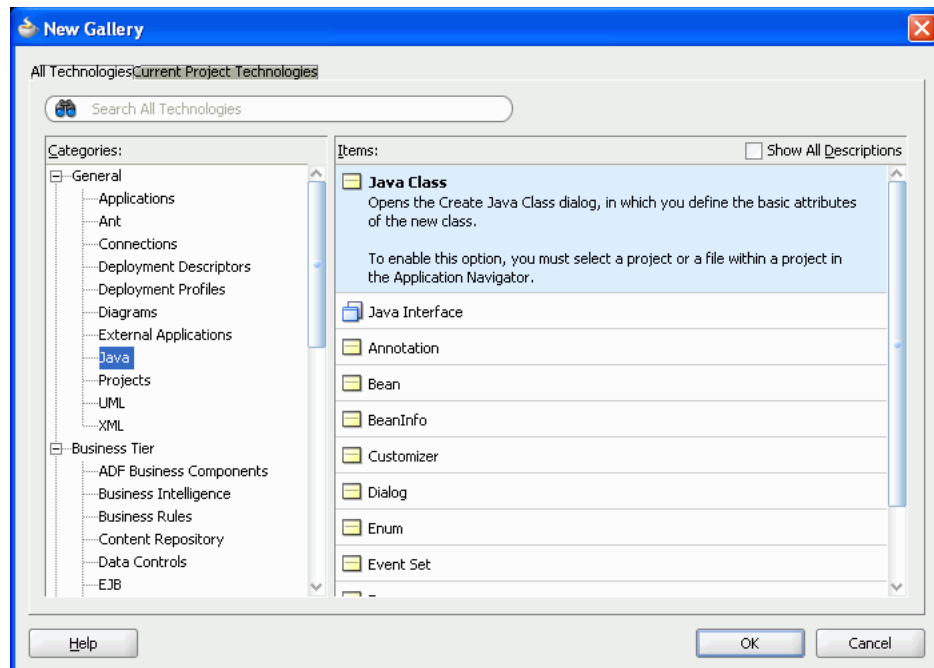 New Gallery
All Technologies Current Project Technologies
Search All Technologies
Categories:
General
Applications
Ant
Connections
Deployment Descriptors
Deployment Profiles
Diagrams
External Applications
Java
Projects
UML
XML
Business Tier
ADF Business Components
Business Intelligence
Business Rules
Content Repository
Data Controls
EJB
Items: Show All Descriptions
Java Class
Opens the Create Java Class dialog, in which you define the basic attributes
of the new class.
To enable this option, you must select a project or a file within a project in
the Application Navigator.
Java Interface
Annotation
Bean
BeanInfo
Customizer
Dialog
Enum
Event Set
Help OK Cancel